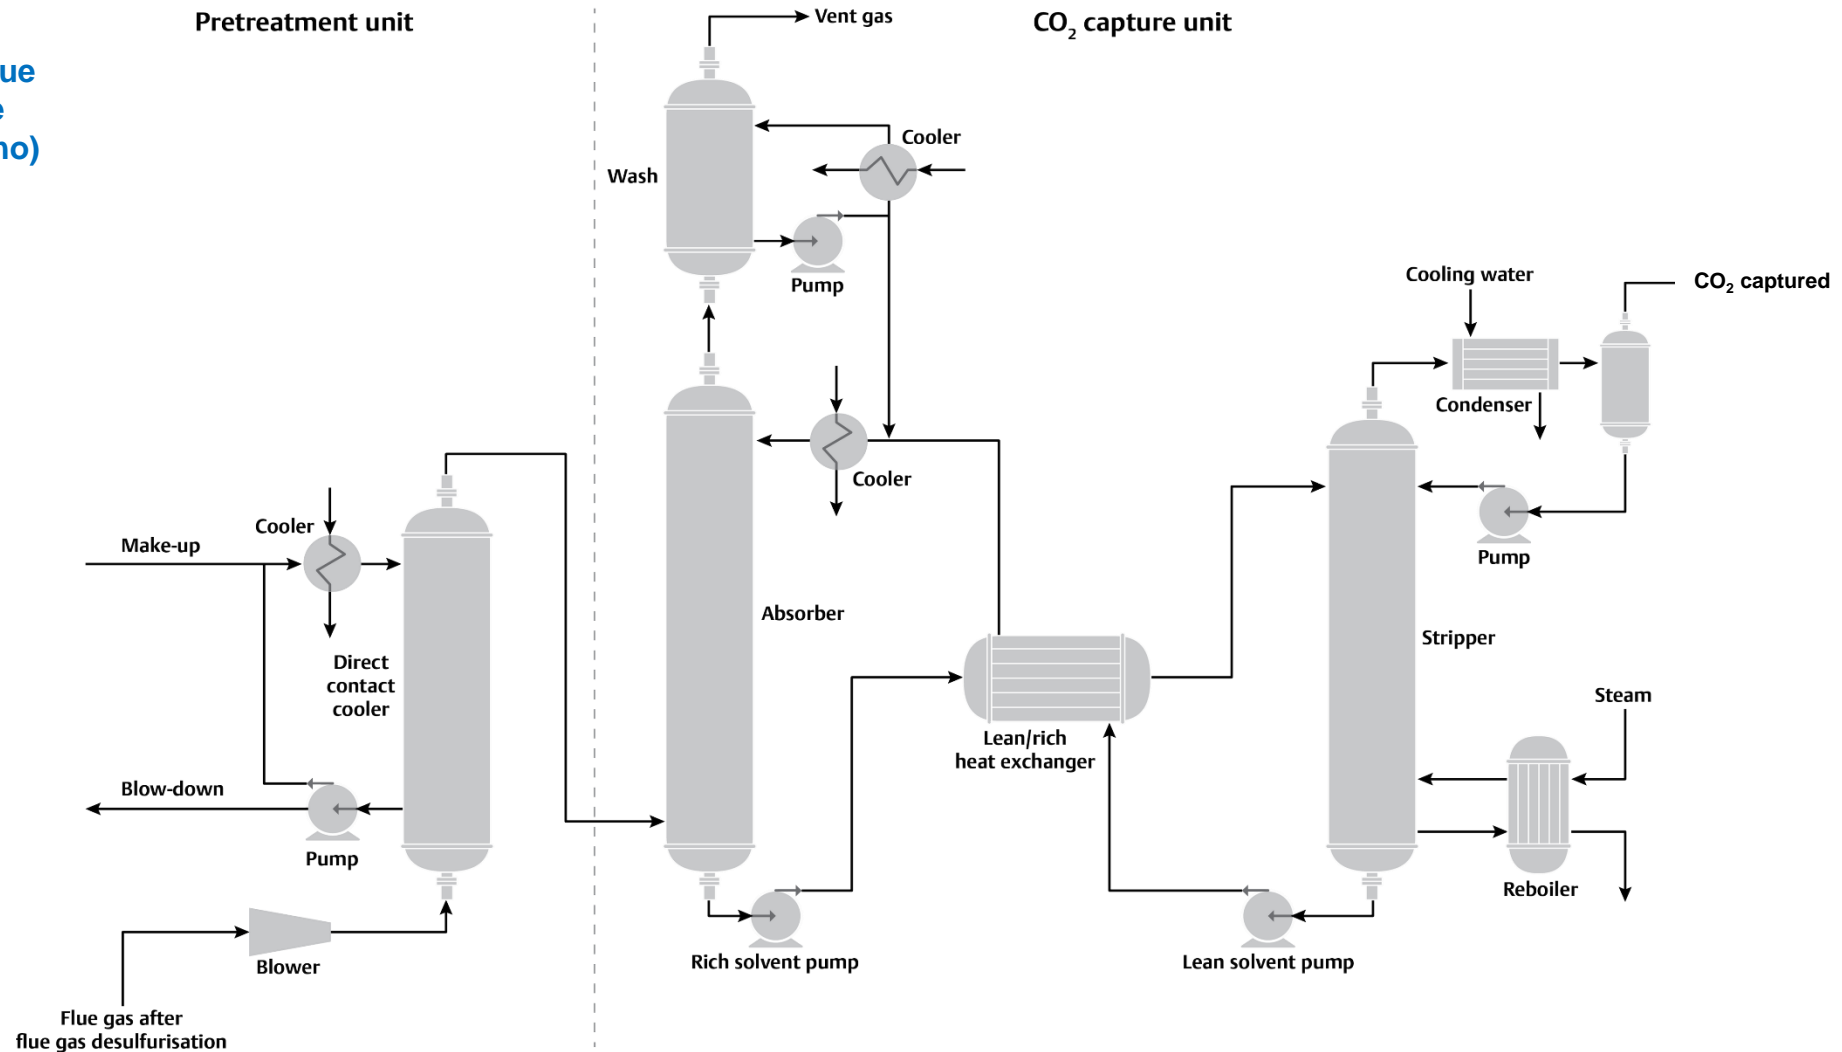 Pretreatment unit
CO₂ capture unit
Vent gas
Cooler
Wash
Pump
Cooling water
CO₂ captured
Condenser
Cooler
Cooler
Make-up
Pump
Absorber
Stripper
Direct
contact
cooler
Steam
Lean/rich
heat exchanger
Blow-down
Pump
Reboiler
Blower
Rich solvent pump
Lean solvent pump
Flue gas after
flue gas desulfurisation